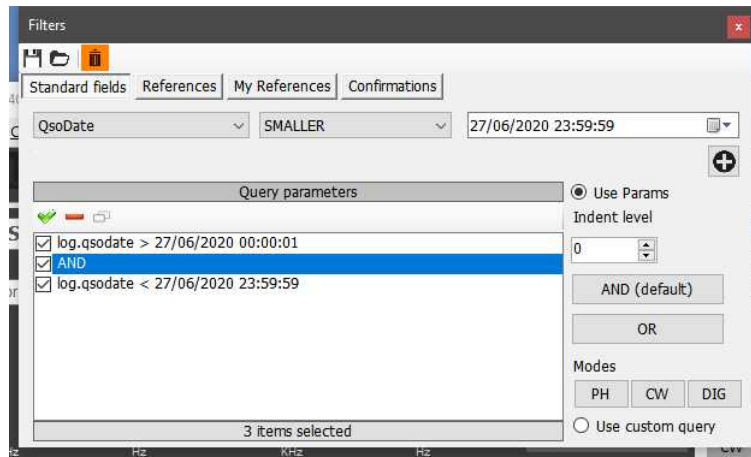 Filters
Standard fields References My References Confirmations
QsoDate SMALLER 27/06/2020 23:59:59
Query parameters
Use Params
Indent level
log.qsodate > 27/06/2020 00:00:01
0
AND
log.qsodate < 27/06/2020 23:59:59
AND (default)
OR
Modes
PH CW DIG
3 items selected
Use custom query
Hz Hz KHz Hz CW